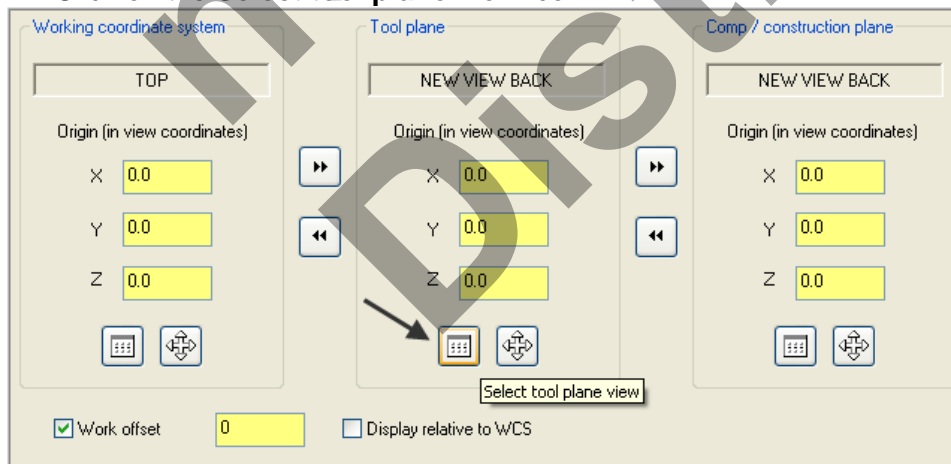 Working coordinate system
Tool plane
Comp / construction plane
TOP
NEW VIEW BACK
NEW VIEW BACK
Origin (in view coordinates)
Origin (in view coordinates)
Origin (in view coordinates)
X 0.0
X 0.0
X 0.0
Y 0.0
Y 0.0
Y 0.0
Z 0.0
Z 0.0
Z 0.0
Select tool plane view
Work offset 0
Display relative to WCS